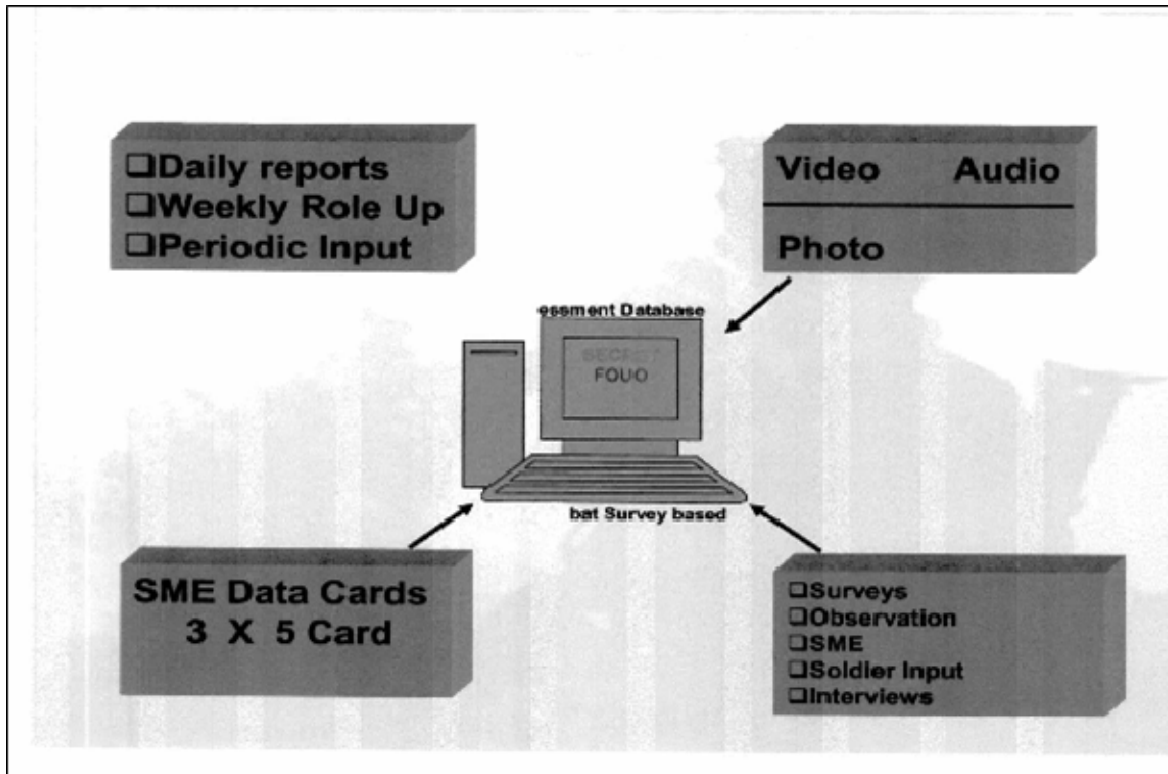 ❑Daily reports
❑Weekly Role Up
❑Periodic Input
Video Audio
Photo
essment Database
SECRET
FOUO
bat Survey based
SME Data Cards
3 X 5 Card
❑Surveys
❑Observation
❑SME
❑Soldier Input
❑Interviews